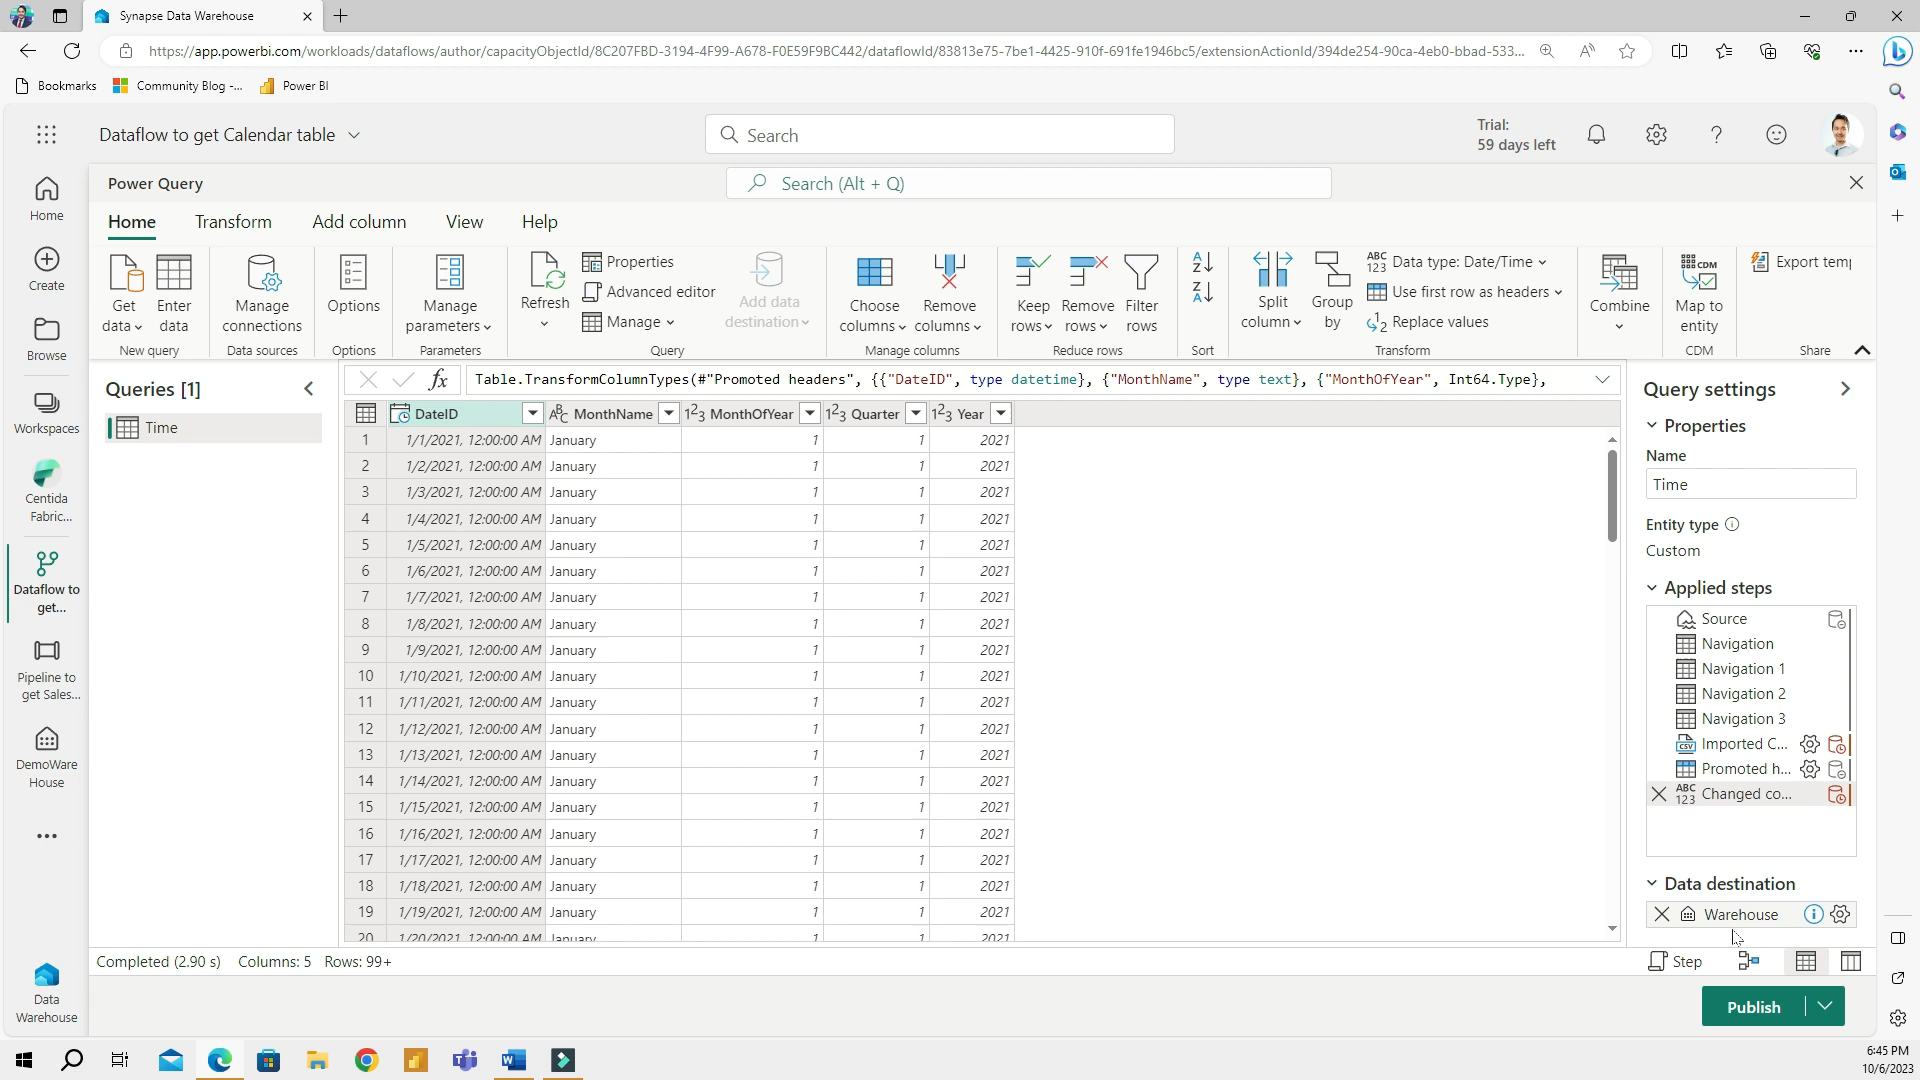 Synapse Data Warehouse
https://app.powerbi.com/workloads/dataflows/author/capacityObjectId/8C207FBD-3194-4F99-A678-F0E59F9BC442/dataflowId/83813e75-7be1-4425-910f-691fe1946bc5/extensionActionId/394de254-90ca-4eb0-bbad-533...
Bookmarks Community Blog -... Power BI
Dataflow to get Calendar table
Search
Trial:
59 days left
Power Query
Search (Alt + Q)
Home Transform Add column View Help
Get
data
Enter
data
New query
Manage
connections
Data sources
Options
Options
Manage
parameters
Parameters
Refresh
Properties
Advanced editor
Manage
Query
Add data
destination
Choose
columns
Remove
columns
Manage columns
Keep
rows
Remove
rows
Filter
rows
Reduce rows
Sort
Split
column
Group
by
Data type: Date/Time
Use first row as headers
Replace values
Transform
Combine
Map to
entity
CDM
Export temp
Share
Home
Create
Browse
Workspaces
Centida
Fabric...
Dataflow to
get...
Pipeline to
get Sales...
DemoWare
House
Data
Warehouse
Queries [1]
Time
fx Table.TransformColumnTypes(#"Promoted headers", {{"DateID", type datetime}, {"MonthName", type text}, {"MonthOfYear", Int64.Type},
DateID MonthName MonthOfYear Quarter Year
1 1/1/2021, 12:00:00 AM January 1 1 2021
2 1/2/2021, 12:00:00 AM January 1 1 2021
3 1/3/2021, 12:00:00 AM January 1 1 2021
4 1/4/2021, 12:00:00 AM January 1 1 2021
5 1/5/2021, 12:00:00 AM January 1 1 2021
6 1/6/2021, 12:00:00 AM January 1 1 2021
7 1/7/2021, 12:00:00 AM January 1 1 2021
8 1/8/2021, 12:00:00 AM January 1 1 2021
9 1/9/2021, 12:00:00 AM January 1 1 2021
10 1/10/2021, 12:00:00 AM January 1 1 2021
11 1/11/2021, 12:00:00 AM January 1 1 2021
12 1/12/2021, 12:00:00 AM January 1 1 2021
13 1/13/2021, 12:00:00 AM January 1 1 2021
14 1/14/2021, 12:00:00 AM January 1 1 2021
15 1/15/2021, 12:00:00 AM January 1 1 2021
16 1/16/2021, 12:00:00 AM January 1 1 2021
17 1/17/2021, 12:00:00 AM January 1 1 2021
18 1/18/2021, 12:00:00 AM January 1 1 2021
19 1/19/2021, 12:00:00 AM January 1 1 2021
20 1/20/2021, 12:00:00 AM January 1 1 2021
Query settings
Properties
Name
Time
Entity type
Custom
Applied steps
Source
Navigation
Navigation 1
Navigation 2
Navigation 3
Imported C...
Promoted h...
Changed co...
Data destination
Warehouse
Completed (2.90 s) Columns: 5 Rows: 99+
Step
Publish
6:45 PM
10/6/2023